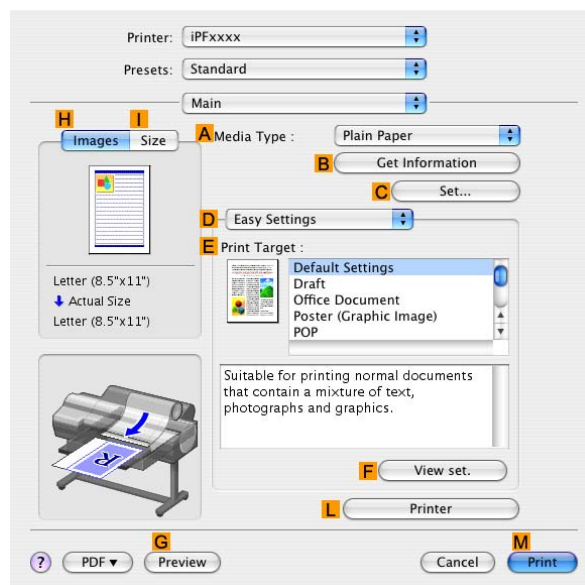 Printer: iPFxxxx
Presets: Standard
Main
H I
Images Size
A Media Type : Plain Paper
B Get Information
C Set...
D Easy Settings
E Print Target :
Default Settings
Draft
Office Document
Poster (Graphic Image)
POP
Letter (8.5"x11")
Actual Size
Letter (8.5"x11")
Suitable for printing normal documents
that contain a mixture of text,
photographs and graphics.
R
F View set.
L Printer
G M
? PDF▼ Preview Cancel Print